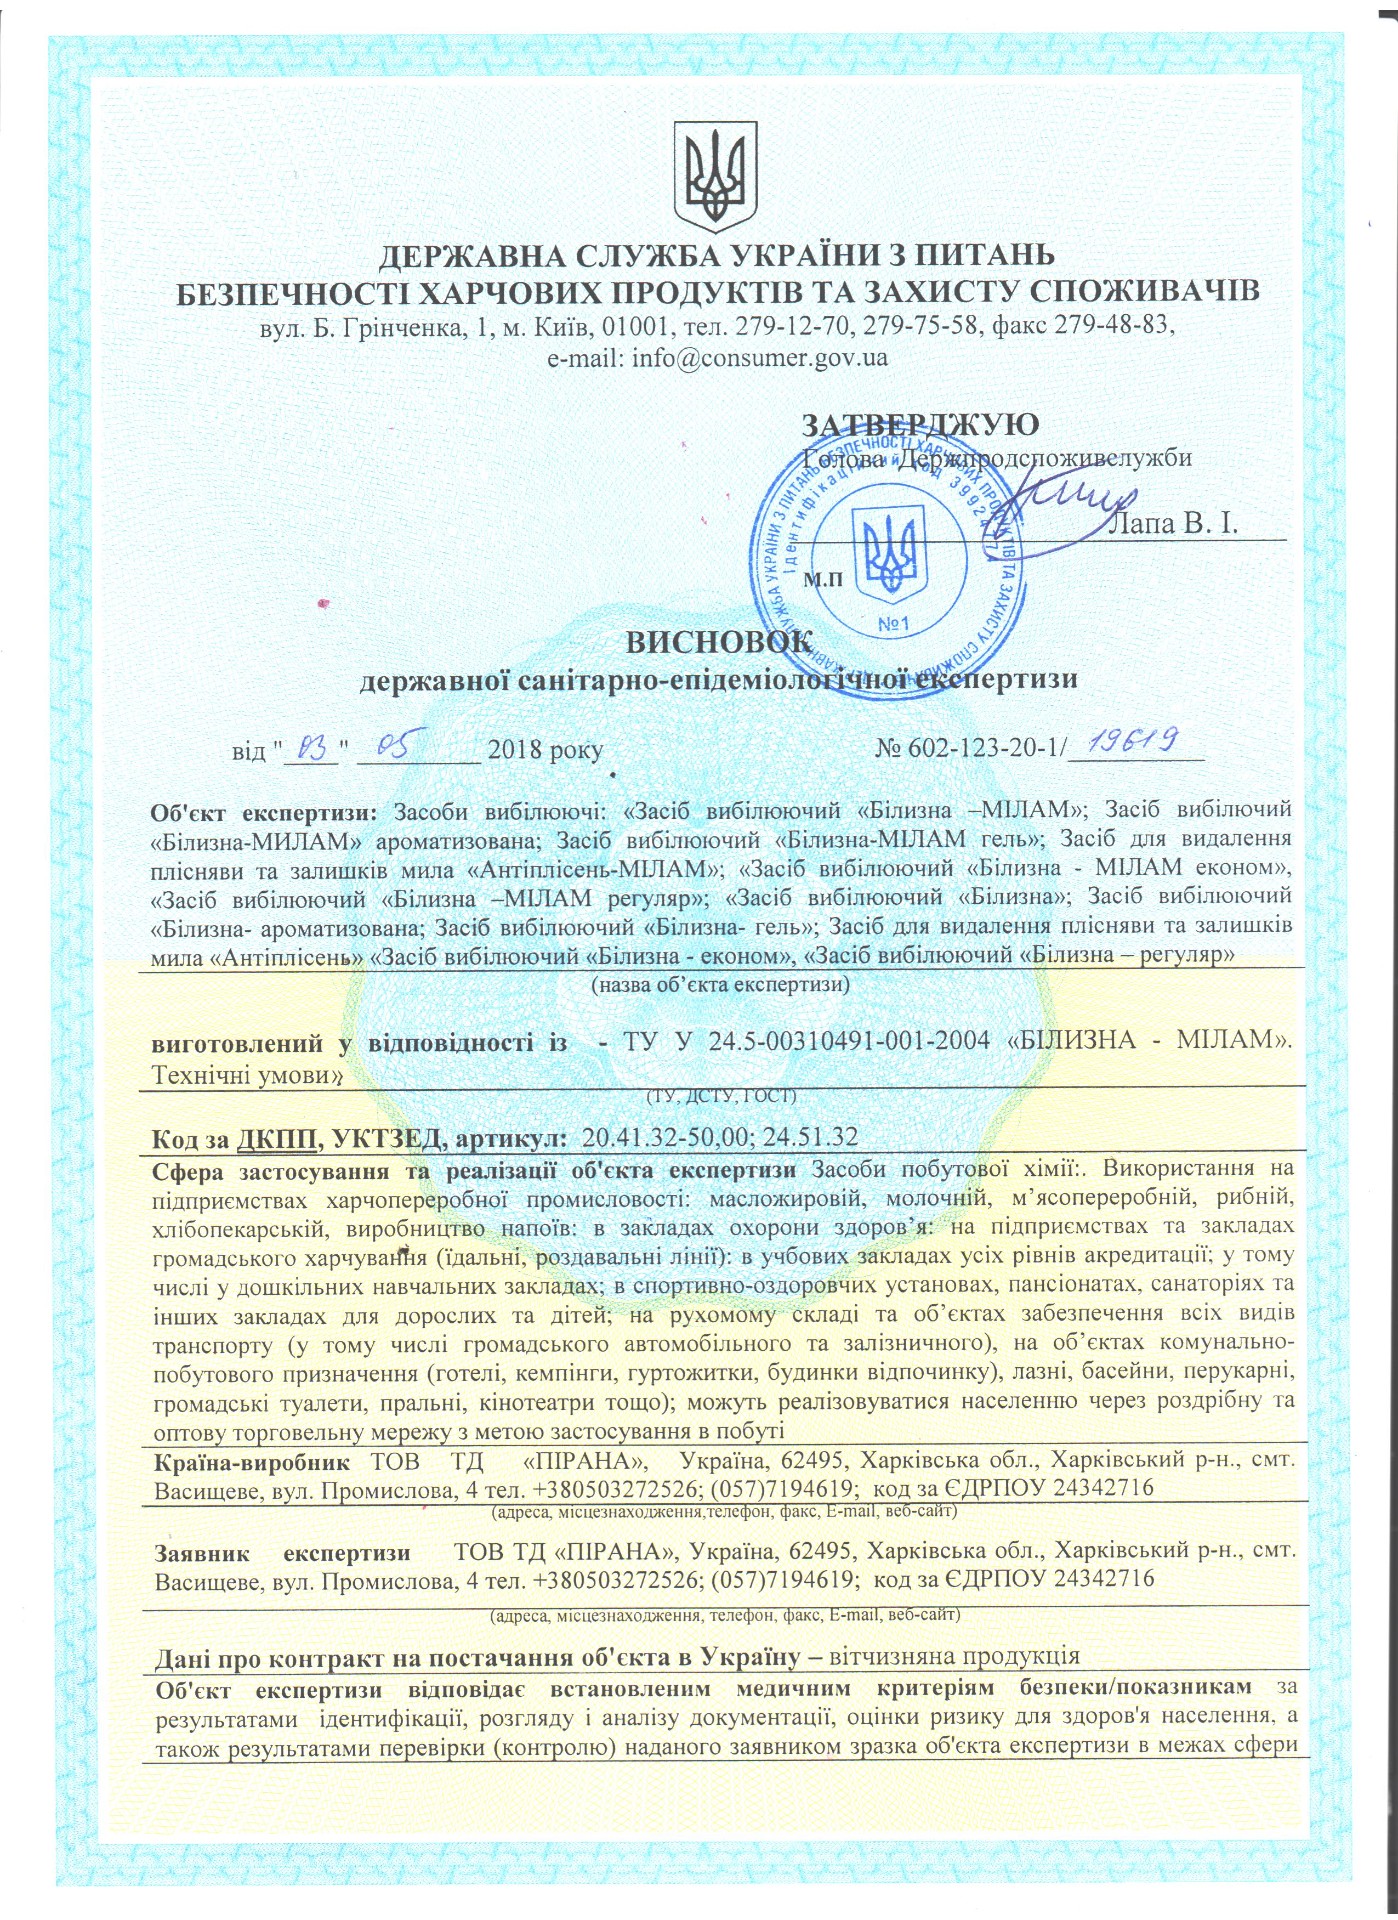 ДЕРЖАВНА СЛУЖБА УКРАЇНИ З ПИТАНЬ
БЕЗПЕЧНОСТІ ХАРЧОВИХ ПРОДУКТІВ ТА ЗАХИСТУ СПОЖИВАЧІВ
вул. Б. Грінченка, 1, м. Київ, 01001, тел. 279-12-70, 279-75-58, факс 279-48-83,
e-mail: info@consumer.gov.ua
ЗАТВЕРДЖУЮ
Голова Держпродспоживслужби
Лапа В. І.
М.П
№1
ВИСНОВОК
державної санітарно-епідеміологічної експертизи
від "03" 05 2018 року № 602-123-20-1/19619
Об'єкт експертизи: Засоби вибілюючі: «Засіб вибілюючий «Білизна –МІЛАМ»; Засіб вибілюючий
«Білизна-МИЛАМ» ароматизована; Засіб вибілюючий «Білизна-МІЛАМ гель»; Засіб для видалення
плісняви та залишків мила «Антіплісень-МІЛАМ»; «Засіб вибілюючий «Білизна - МІЛАМ економ»,
«Засіб вибілюючий «Білизна –МІЛАМ регуляр»; «Засіб вибілюючий «Білизна»; Засіб вибілюючий
«Білизна- ароматизована; Засіб вибілюючий «Білизна- гель»; Засіб для видалення плісняви та залишків
мила «Антіплісень» «Засіб вибілюючий «Білизна - економ», «Засіб вибілюючий «Білизна – регуляр»
(назва об’єкта експертизи)
виготовлений у відповідності із - ТУ У 24.5-00310491-001-2004 «БІЛИЗНА - МІЛАМ».
Технічні умови»
(ТУ, ДСТУ, ГОСТ)
Код за ДКПП, УКТЗЕД, артикул: 20.41.32-50,00; 24.51.32
Сфера застосування та реалізації об'єкта експертизи Засоби побутової хімії:. Використання на
підприємствах харчопереробної промисловості: масложировій, молочній, м’ясопереробній, рибній,
хлібопекарській, виробництво напоїв: в закладах охорони здоров’я: на підприємствах та закладах
громадського харчування (їдальні, роздавальні лінії): в учбових закладах усіх рівнів акредитації; у тому
числі у дошкільних навчальних закладах; в спортивно-оздоровчих установах, пансіонатах, санаторіях та
інших закладах для дорослих та дітей; на рухомому складі та об’єктах забезпечення всіх видів
транспорту (у тому числі громадського автомобільного та залізничного), на об’єктах комунально-
побутового призначення (готелі, кемпінги, гуртожитки, будинки відпочинку), лазні, басейни, перукарні,
громадські туалети, пральні, кінотеатри тощо); можуть реалізовуватися населенню через роздрібну та
оптову торговельну мережу з метою застосування в побуті
Країна-виробник ТОВ ТД «ПІРАНА», Україна, 62495, Харківська обл., Харківський р-н., смт.
Васищеве, вул. Промислова, 4 тел. +380503272526; (057)7194619; код за ЄДРПОУ 24342716
(адреса, місцезнаходження,телефон, факс, E-mail, веб-сайт)
Заявник експертизи ТОВ ТД «ПІРАНА», Україна, 62495, Харківська обл., Харківський р-н., смт.
Васищеве, вул. Промислова, 4 тел. +380503272526; (057)7194619; код за ЄДРПОУ 24342716
(адреса, місцезнаходження, телефон, факс, E-mail, веб-сайт)
Дані про контракт на постачання об'єкта в Україну – вітчизняна продукція
Об'єкт експертизи відповідає встановленим медичним критеріям безпеки/показникам за
результатами ідентифікації, розгляду і аналізу документації, оцінки ризику для здоров'я населення, а
також результатами перевірки (контролю) наданого заявником зразка об'єкта експертизи в межах сфери